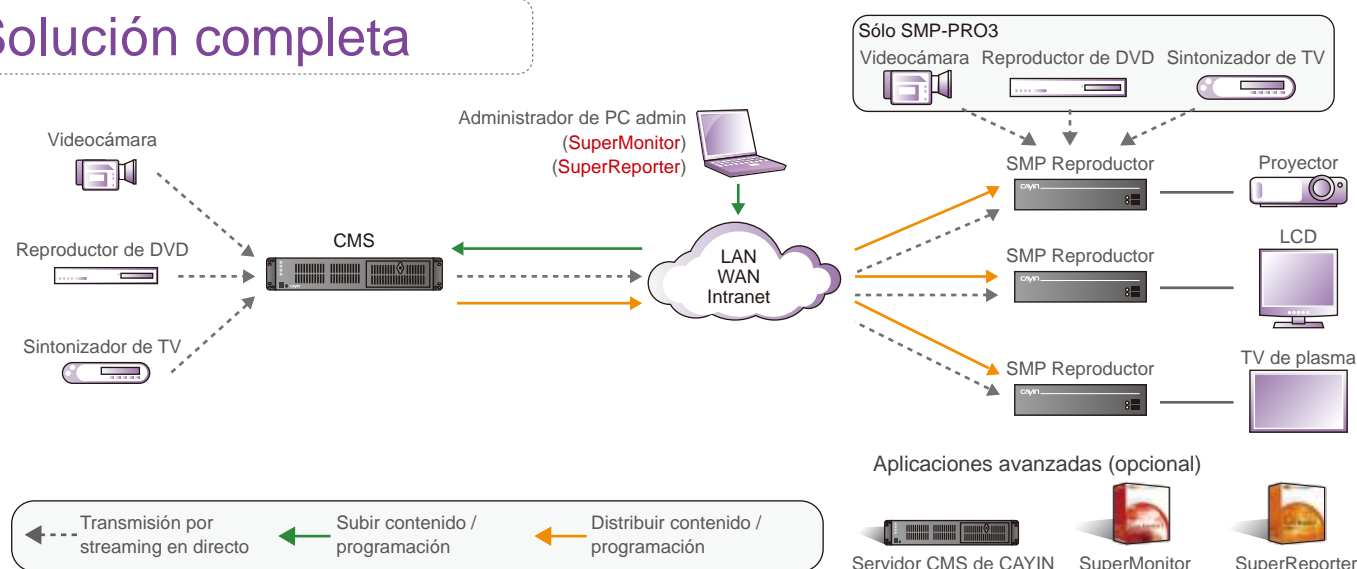 Solución completa
Sólo SMP-PRO3
Videocámara
Reproductor de DVD
Sintonizador de TV
Administrador de PC admin
(SuperMonitor)
(SuperReporter)
Videocámara
Reproductor de DVD
Sintonizador de TV
CMS
LAN
WAN
Intranet
SMP Reproductor
CAYIN
Proyector
SMP Reproductor
CAYIN
LCD
SMP Reproductor
CAYIN
TV de plasma
Aplicaciones avanzadas (opcional)
Transmisión por
streaming en directo
Subir contenido /
programación
Distribuir contenido /
programación
Servidor CMS de CAYIN
SuperMonitor
SuperReporter